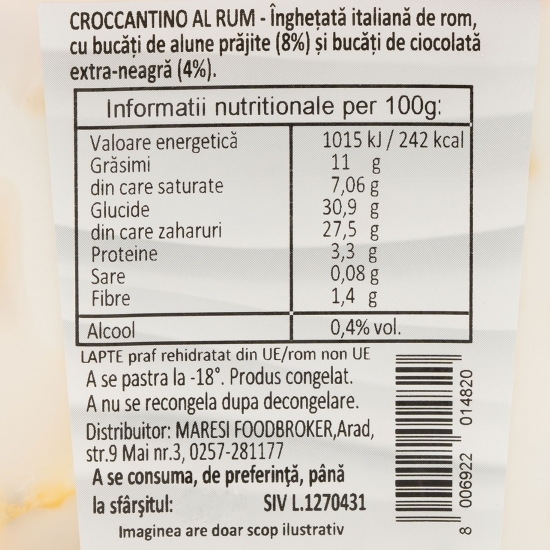 CROCCANTINO AL RUM - Înghețată italiană de rom,
cu bucăți de alune prăjite (8%) și bucăți de ciocolată
extra-neagră (4%).
Informatii nutritionale per 100g:
Valoare energetică 1015 kJ / 242 kcal
Grăsimi 11 g
din care saturate 7,06 g
Glucide 30,9 g
din care zaharuri 27,5 g
Proteine 3,3 g
Sare 0,08 g
Fibre 1,4 g
Alcool 0,4% vol.
LAPTE praf rehidratat din UE/rom non UE
A se pastra la -18°. Produs congelat.
A nu se recongela dupa decongelare.
Distribuitor: MARESI FOODBROKER,Arad,
str.9 Mai nr.3, 0257-281177
A se consuma, de preferinţă, până
la sfârşitul: SIV L.1270431
Imaginea are doar scop ilustrativ
8 006922 014820